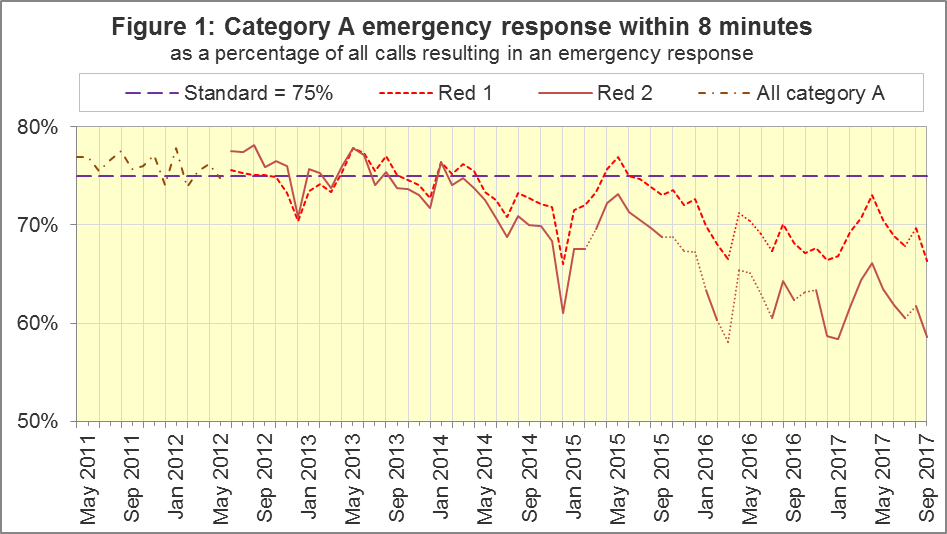 Figure 1: Category A emergency response within 8 minutes
as a percentage of all calls resulting in an emergency response
Standard = 75% Red 1 Red 2 All category A
80%
70%
60%
50%
May 2011
Sep 2011
Jan 2012
May 2012
Sep 2012
Jan 2013
May 2013
Sep 2013
Jan 2014
May 2014
Sep 2014
Jan 2015
May 2015
Sep 2015
Jan 2016
May 2016
Sep 2016
Jan 2017
May 2017
Sep 2017